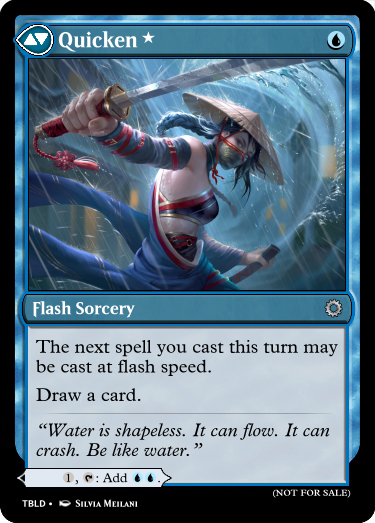 Quicken ★
Flash Sorcery
The next spell you cast this turn may
be cast at flash speed.
Draw a card.
“Water is shapeless. It can flow. It can
crash. Be like water.”
1, : Add .
(NOT FOR SALE)
TBLD • Silvia Meilani